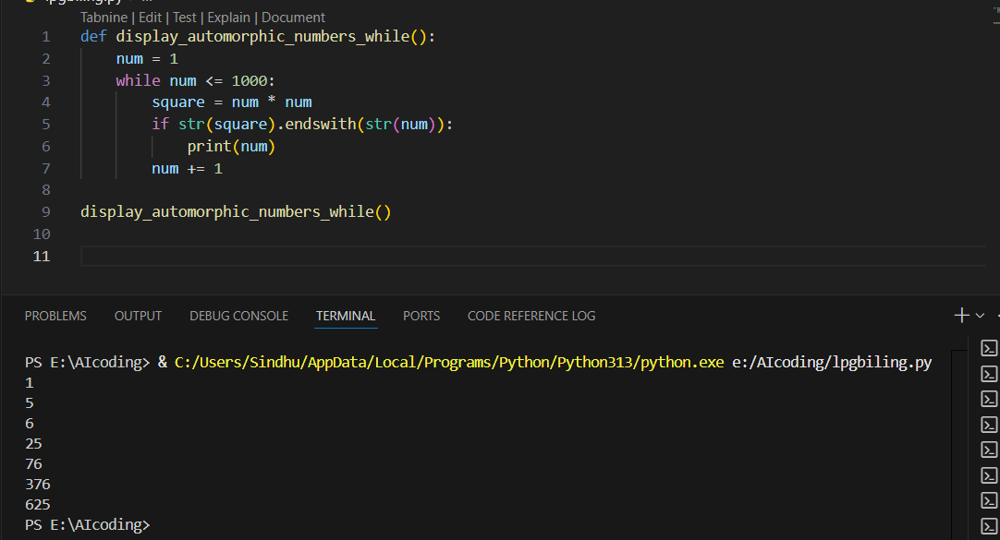 Tabnine | Edit | Test | Explain | Document
1 def display_automorphic_numbers_while():
2     num = 1
3     while num <= 1000:
4         square = num * num
5         if str(square).endswith(str(num)):
6             print(num)
7         num += 1
8
9 display_automorphic_numbers_while()
10
11
PROBLEMS OUTPUT DEBUG CONSOLE TERMINAL PORTS CODE REFERENCE LOG
PS E:\AIcoding> & C:/Users/Sindhu/AppData/Local/Programs/Python/Python313/python.exe e:/AIcoding/lpgbiling.py
1
5
6
25
76
376
625
PS E:\AIcoding>